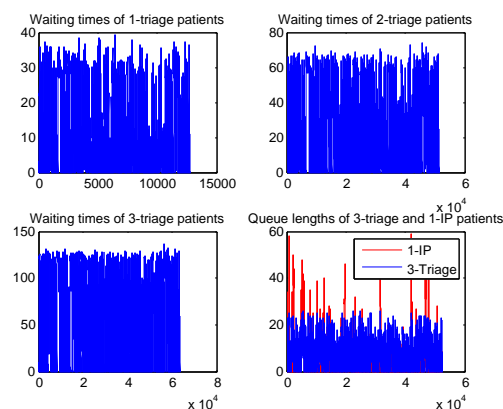 Waiting times of 1-triage patients
40
30
20
10
0
0 5000 10000 15000
Waiting times of 2-triage patients
80
60
40
20
0
0 2 4 6
x 10^4
Waiting times of 3-triage patients
150
100
50
0
0 2 4 6 8
x 10^4
Queue lengths of 3-triage and 1-IP patients
60
40
20
0
0 2 4 6
x 10^4
1-IP
3-Triage